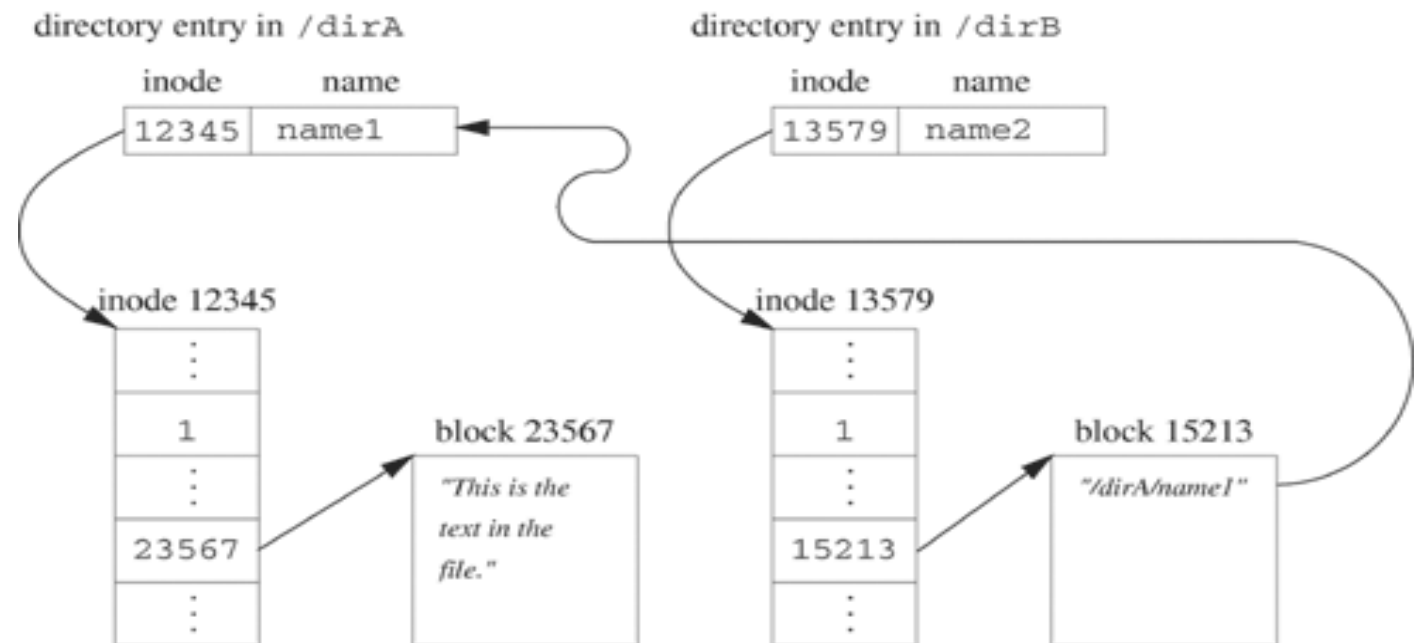 directory entry in /dirA
directory entry in /dirB
inode name
inode name
12345 name1
13579 name2
inode 12345
inode 13579
1
block 23567
1
block 15213
"This is the
text in the
file."
"/dirA/name1"
23567
15213